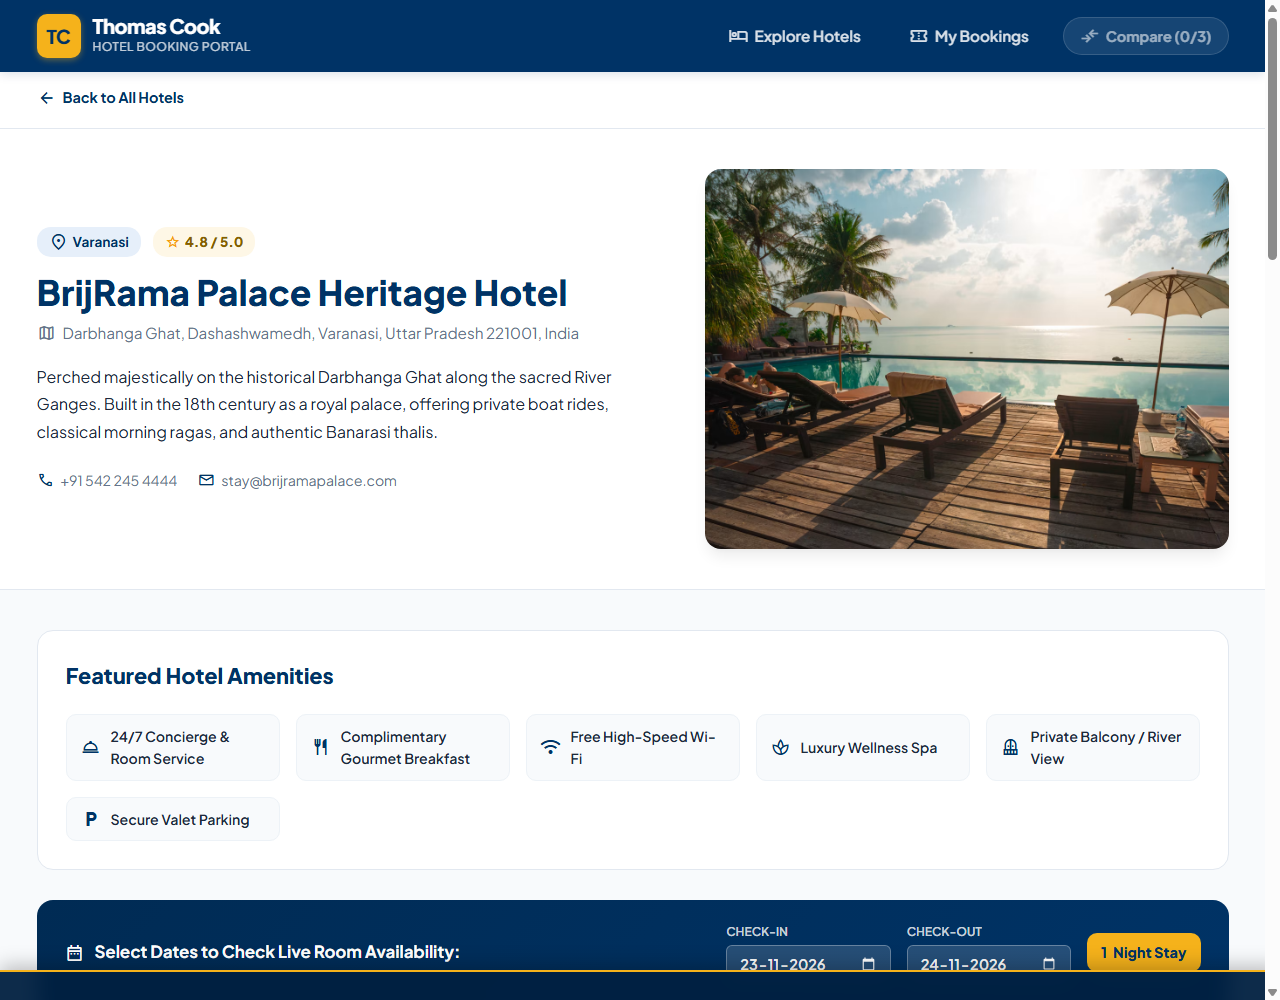 TC
Thomas Cook
HOTEL BOOKING PORTAL
Explore Hotels
My Bookings
Compare (0/3)
Back to All Hotels
Varanasi
4.8 / 5.0
BrijRama Palace Heritage Hotel
Darbhanga Ghat, Dashashwamedh, Varanasi, Uttar Pradesh 221001, India
Perched majestically on the historical Darbhanga Ghat along the sacred River
Ganges. Built in the 18th century as a royal palace, offering private boat rides,
classical morning ragas, and authentic Banarasi thalis.
+91 542 245 4444
stay@brijramapalace.com
Featured Hotel Amenities
24/7 Concierge &
Room Service
Complimentary
Gourmet Breakfast
Free High-Speed Wi-
Fi
Luxury Wellness Spa
Private Balcony / River
View
Secure Valet Parking
Select Dates to Check Live Room Availability:
CHECK-IN
23-11-2026
CHECK-OUT
24-11-2026
1 Night Stay